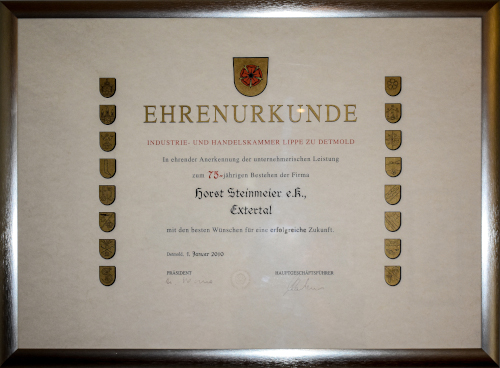 EHRENURKUNDE
INDUSTRIE- UND HANDELSKAMMER LIPPE ZU DETMOLD
In ehrender Anerkennung der unternehmerischen Leistung
zum 75-jährigen Bestehen der Firma
Horst Steinmeier e.K.,
Extertal
mit den besten Wünschen für eine erfolgreiche Zukunft.
Detmold, 1. Januar 2010
PRÄSIDENT HAUPTGESCHÄFTSFÜHRER